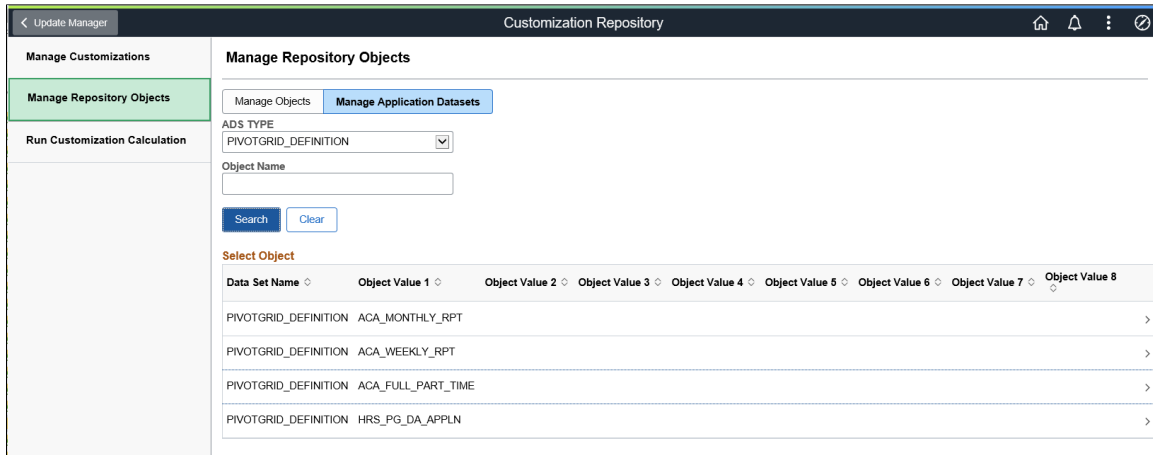 Update Manager
Customization Repository
Manage Customizations
Manage Repository Objects
Run Customization Calculation
Manage Repository Objects
Manage Objects
Manage Application Datasets
ADS TYPE
PIVOTGRID_DEFINITION
Object Name
Search
Clear
Select Object
Data Set Name Object Value 1 Object Value 2 Object Value 3 Object Value 4 Object Value 5 Object Value 6 Object Value 7 Object Value 8
PIVOTGRID_DEFINITION ACA_MONTHLY_RPT
PIVOTGRID_DEFINITION ACA_WEEKLY_RPT
PIVOTGRID_DEFINITION ACA_FULL_PART_TIME
PIVOTGRID_DEFINITION HRS_PG_DA_APPLN